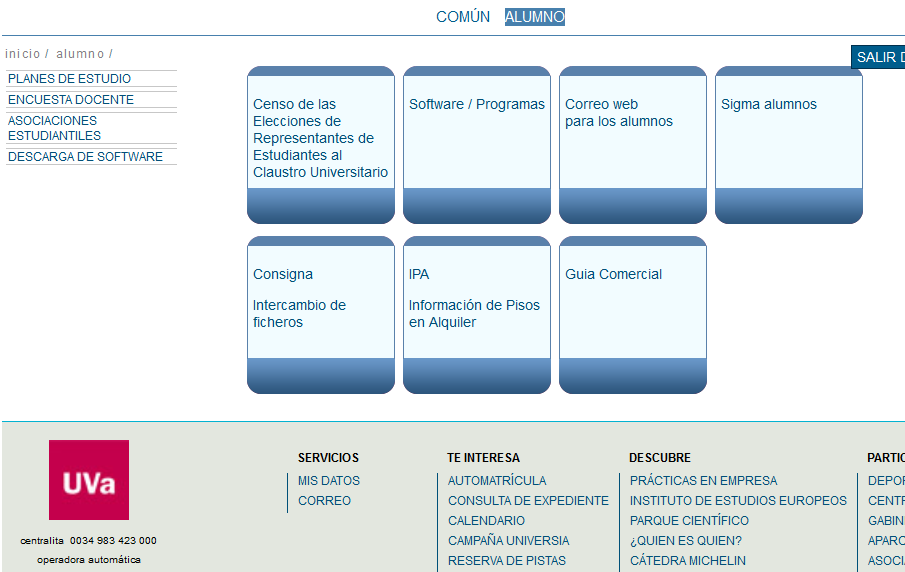 COMÚN ALUMNO
inicio / alumno /
SALIR D
PLANES DE ESTUDIO
ENCUESTA DOCENTE
ASOCIACIONES
ESTUDIANTILES
DESCARGA DE SOFTWARE
Censo de las
Elecciones de
Representantes de
Estudiantes al
Claustro Universitario
Software / Programas
Correo web
para los alumnos
Sigma alumnos
Consigna
Intercambio de
ficheros
IPA
Información de Pisos
en Alquiler
Guia Comercial
UVa
centralita 0034 983 423 000
operadora automática
SERVICIOS
MIS DATOS
CORREO
TE INTERESA
AUTOMATRÍCULA
CONSULTA DE EXPEDIENTE
CALENDARIO
CAMPAÑA UNIVERSIA
RESERVA DE PISTAS
DESCUBRE
PRÁCTICAS EN EMPRESA
INSTITUTO DE ESTUDIOS EUROPEOS
PARQUE CIENTÍFICO
¿QUIEN ES QUIEN?
CÁTEDRA MICHELIN
PARTIC
DEPOR
CENTR
GABIN
APARC
ASOCI